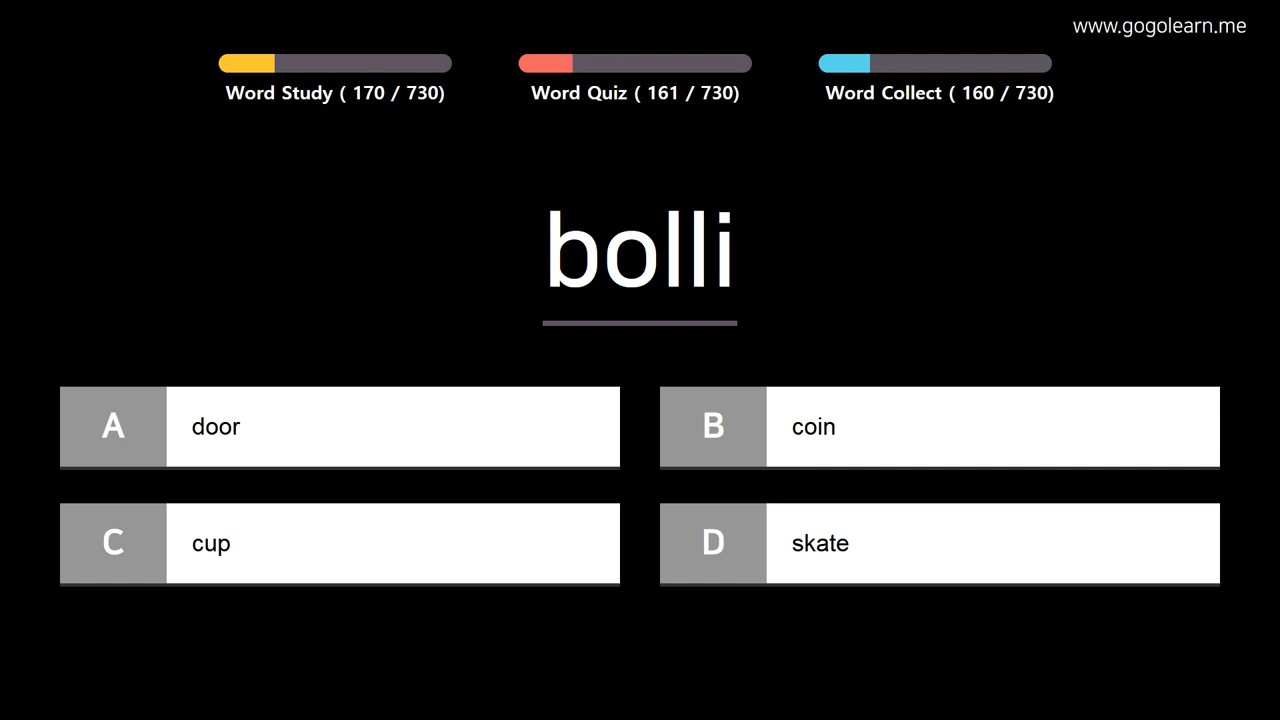 www.gogolearn.me
Word Study ( 170 / 730)
Word Quiz ( 161 / 730)
Word Collect ( 160 / 730)
bolli
A door
B coin
C cup
D skate